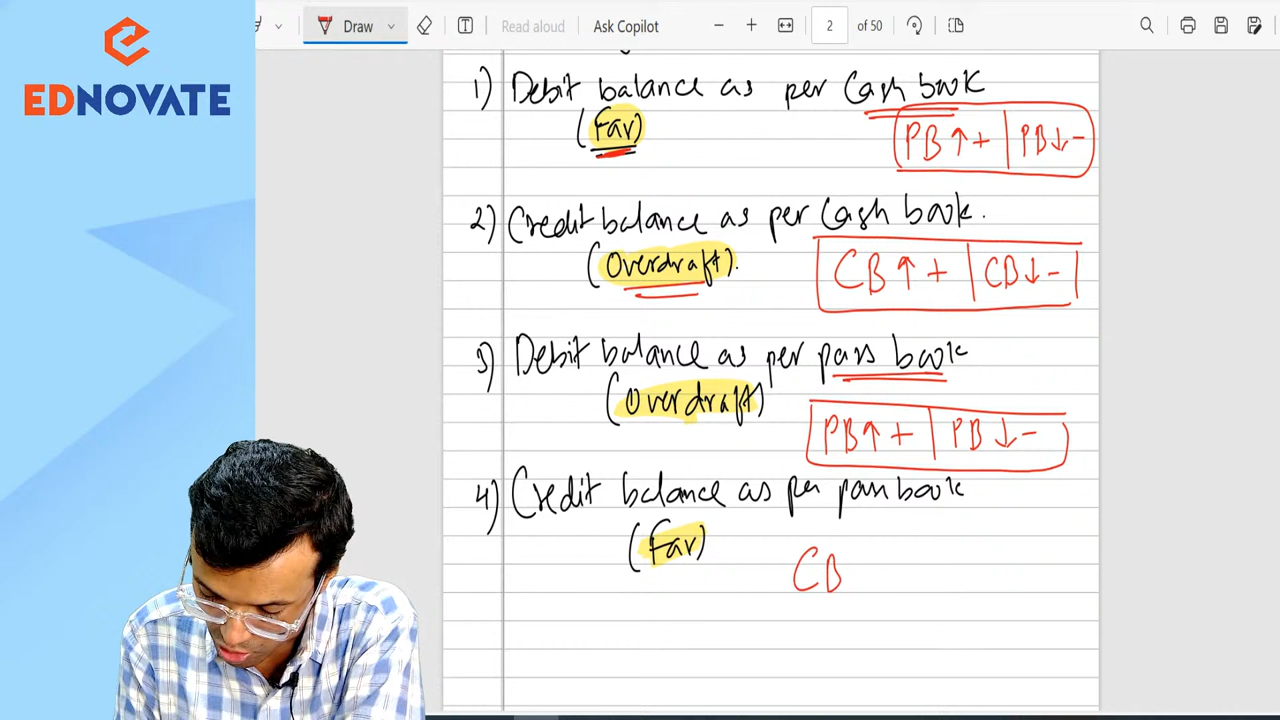 EDNOVATE
Draw
Read aloud
Ask Copilot
2 of 50
1) Debit balance as per Cash book
(Fav)
PB↑+ | PB↓-
2) Credit balance as per Cash book.
(Overdraft).
CB↑+ | CB↓-
3) Debit balance as per pass book
(Overdraft)
PB↑+ | PB↓-
4) Credit balance as per pass book
(Fav)
CB